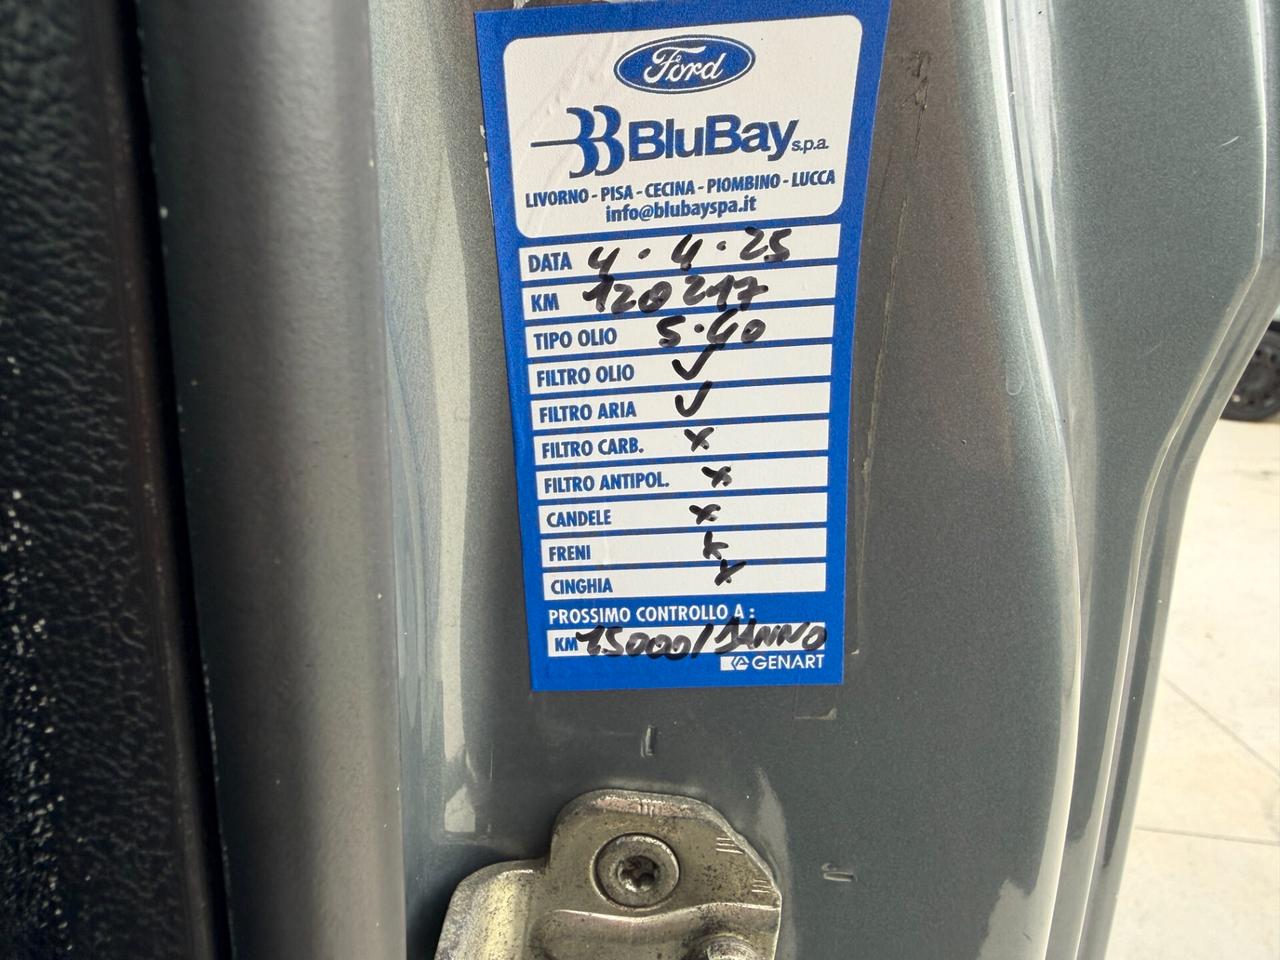 Ford
BluBay s.p.a.
LIVORNO - PISA - CECINA - PIOMBINO - LUCCA
info@blubayspa.it
DATA 4 . 4 . 25
KM 120217
TIPO OLIO 5.40
FILTRO OLIO ✓
FILTRO ARIA ✓
FILTRO CARB. x
FILTRO ANTIPOL. x
CANDELE x
FRENI x
CINGHIA x
PROSSIMO CONTROLLO A :
KM 15000/1ANNO
GENART